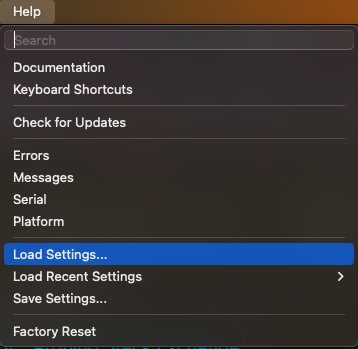 Help
Search
Documentation
Keyboard Shortcuts
Check for Updates
Errors
Messages
Serial
Platform
Load Settings...
Load Recent Settings
Save Settings...
Factory Reset